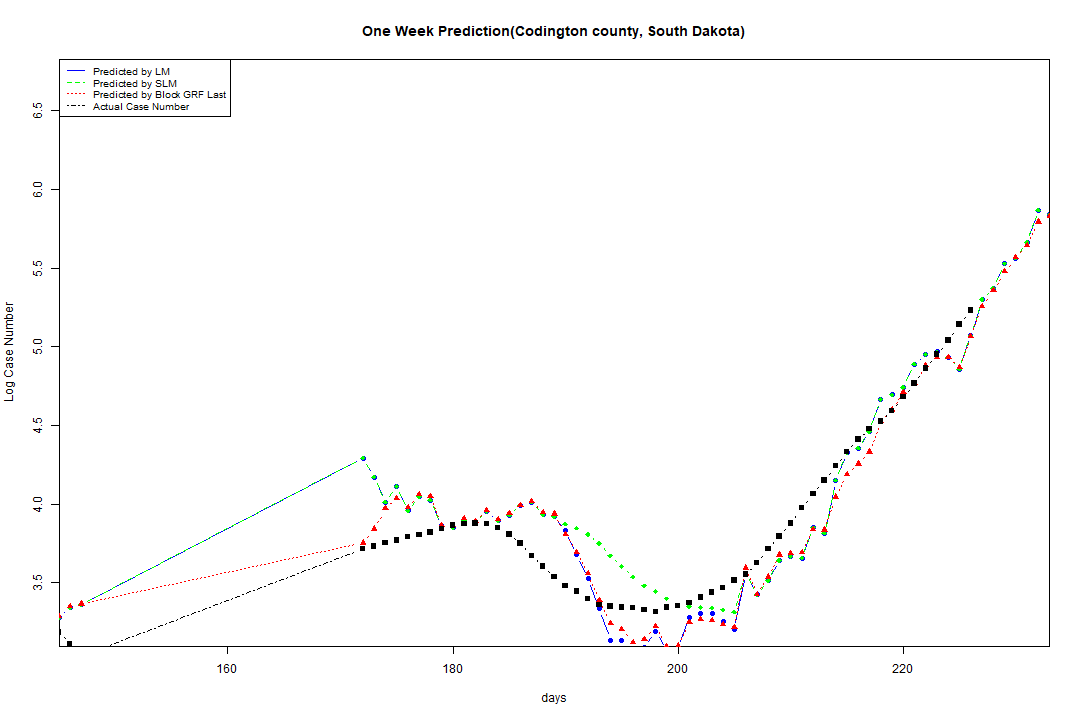 One Week Prediction(Codington county, South Dakota)
Predicted by LM
Predicted by SLM
Predicted by Block GRF Last
Actual Case Number
6.5
6.0
5.5
5.0
4.5
4.0
3.5
Log Case Number
160 180 200 220
days